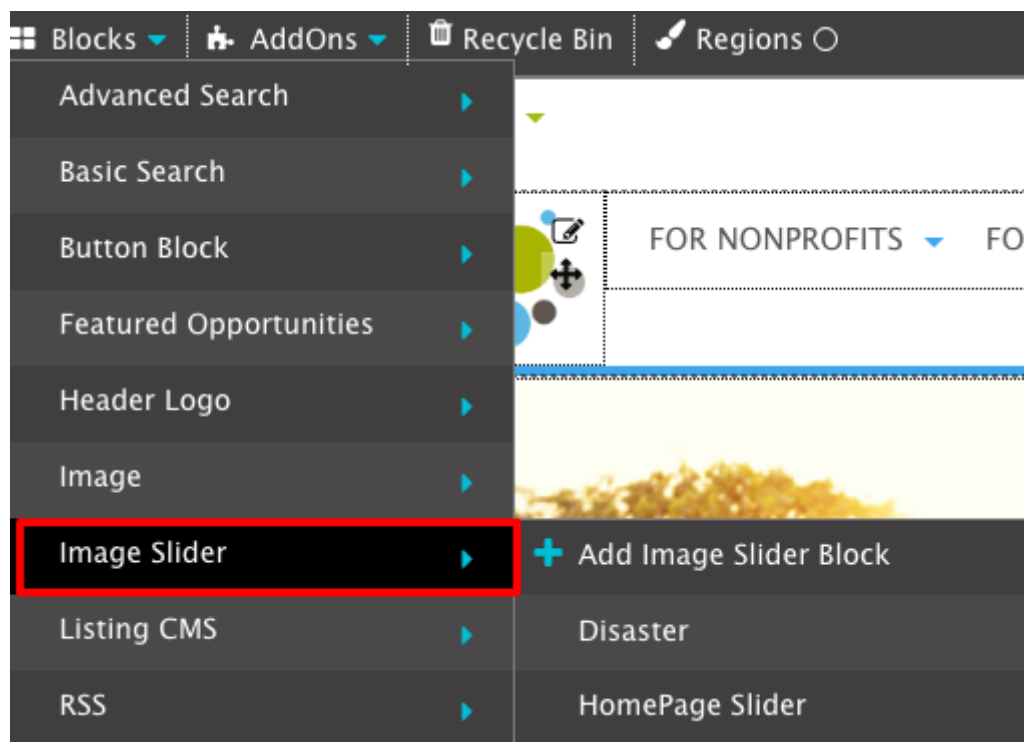 Blocks AddOns Recycle Bin Regions
Advanced Search
Basic Search
Button Block
Featured Opportunities
Header Logo
Image
Image Slider
Listing CMS
RSS
FOR NONPROFITS FO
Add Image Slider Block
Disaster
HomePage Slider